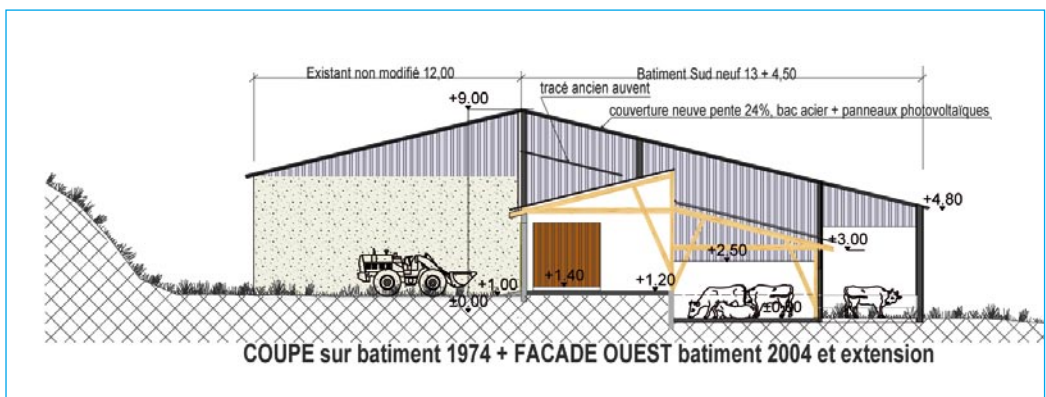 Existant non modifié 12,00
Batiment Sud neuf 13 + 4,50
tracé ancien auvent
+9.00
couverture neuve pente 24%, bac acier + panneaux photovoltaïques
+4,80
±3.00
+2,50
+1,40
+1,20
+1,00
±0,00
COUPE sur batiment 1974 + FACADE OUEST batiment 2004 et extension